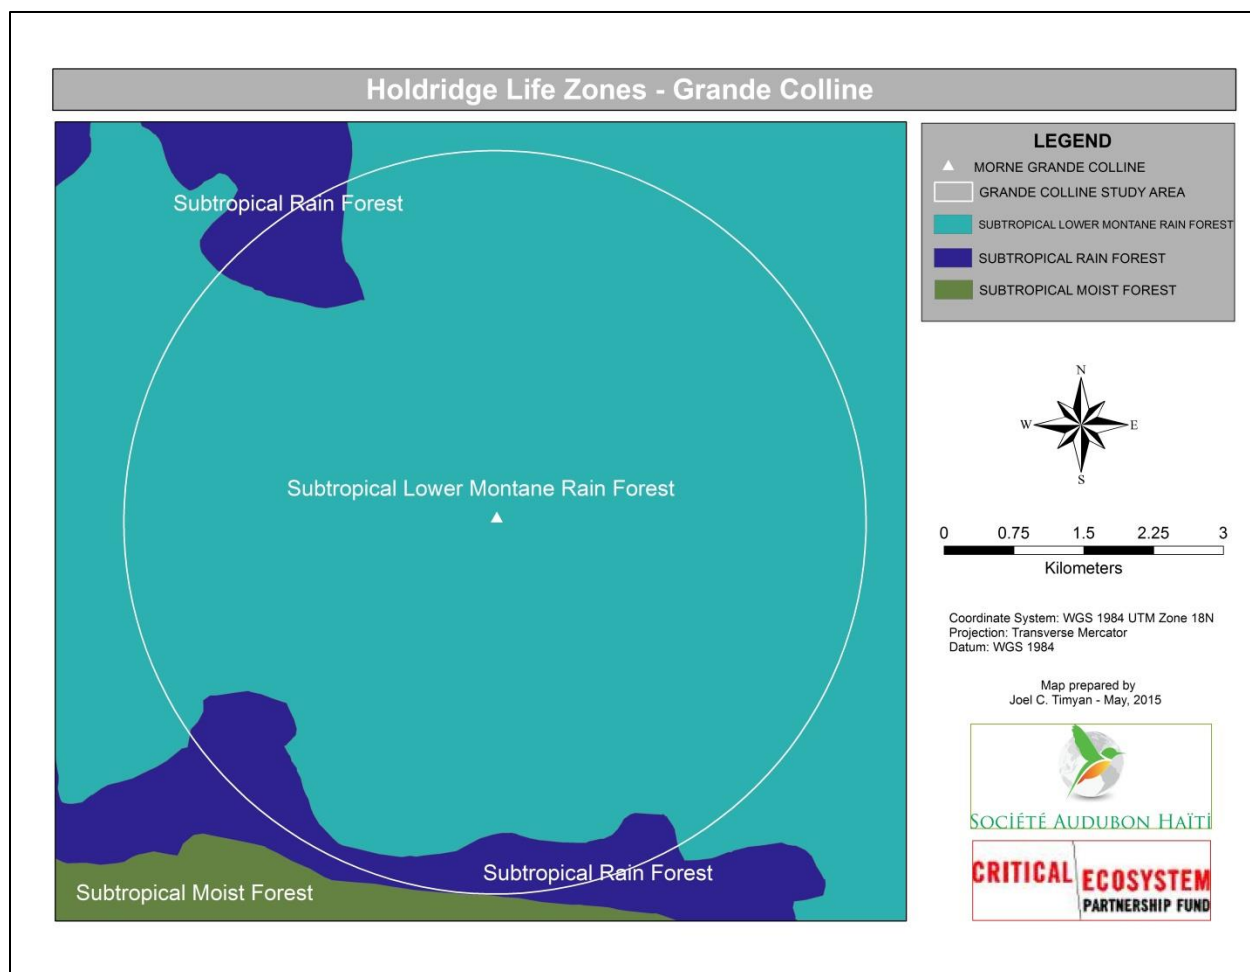 Holdridge Life Zones - Grande Colline
Subtropical Rain Forest
Subtropical Lower Montane Rain Forest
Subtropical Rain Forest
Subtropical Moist Forest
LEGEND
MORNE GRANDE COLLINE
GRANDE COLLINE STUDY AREA
SUBTROPICAL LOWER MONTANE RAIN FOREST
SUBTROPICAL RAIN FOREST
SUBTROPICAL MOIST FOREST
N
W E
S
0 0.75 1.5 2.25 3
Kilometers
Coordinate System: WGS 1984 UTM Zone 18N
Projection: Transverse Mercator
Datum: WGS 1984
Map prepared by
Joel C. Timyan - May, 2015
SOCIÉTÉ AUDUBON HAÏTI
CRITICAL ECOSYSTEM
PARTNERSHIP FUND